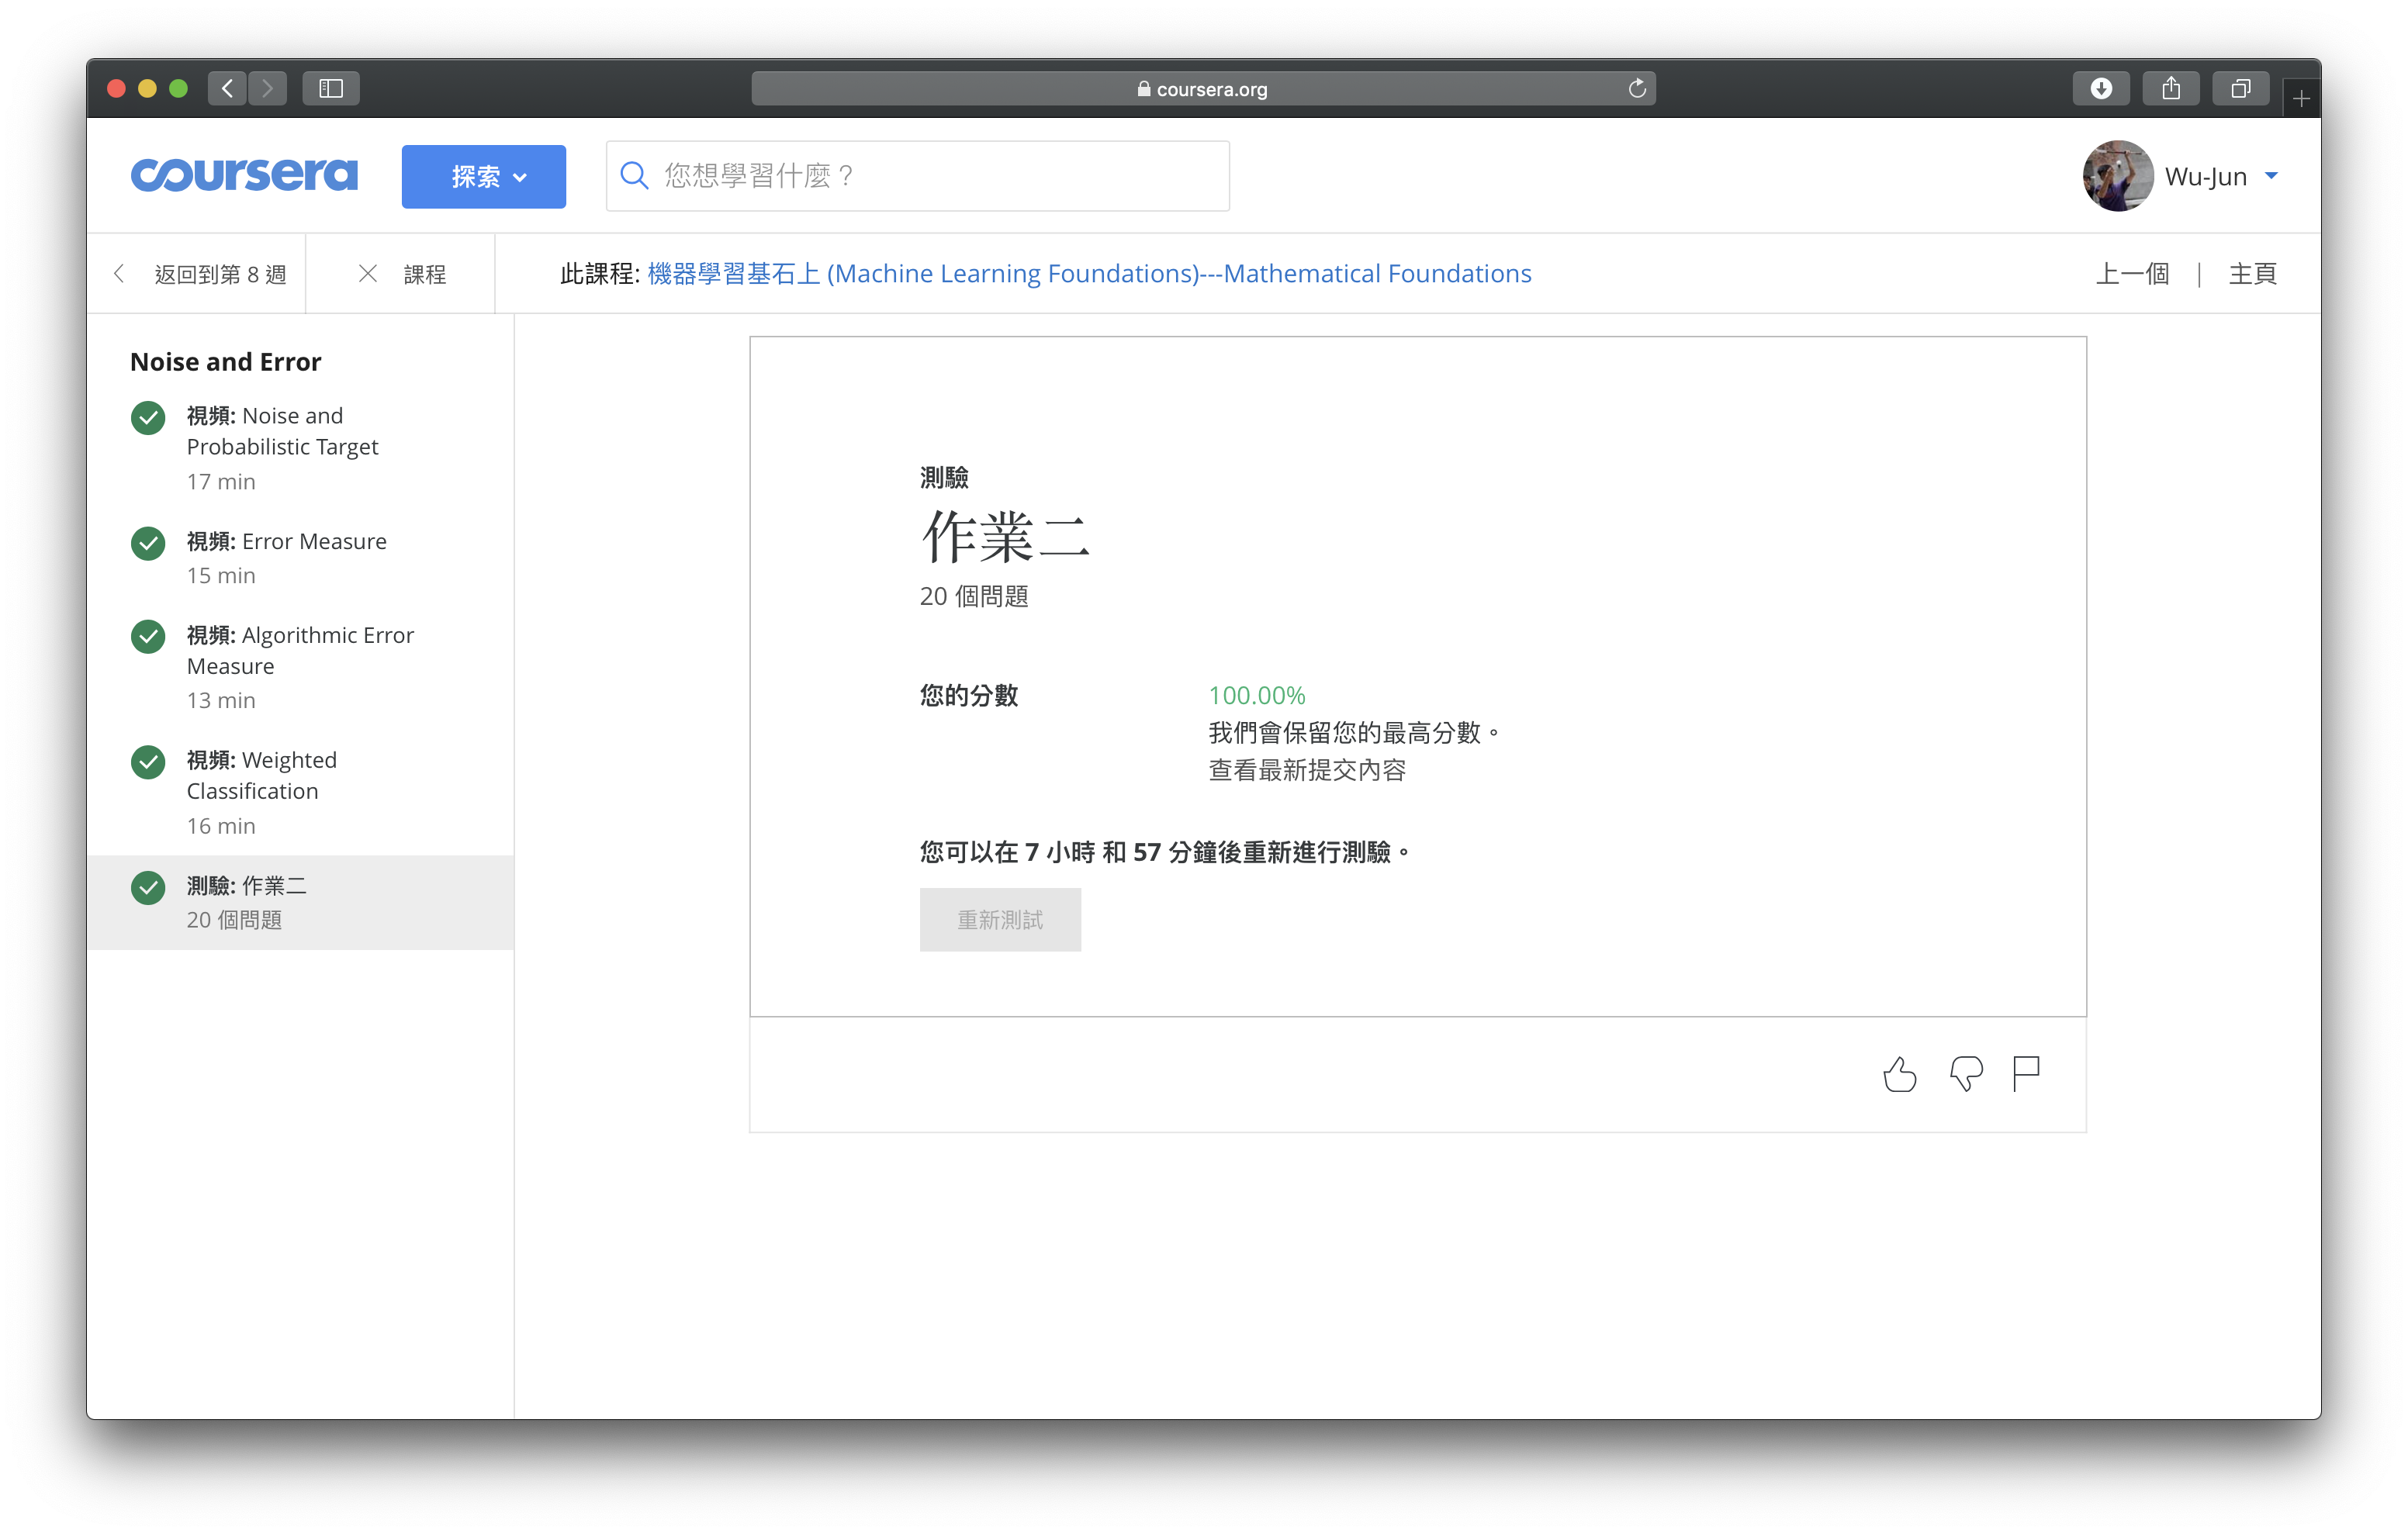 coursera.org
coursera
探索
您想學習什麼？
Wu-Jun
返回到第 8 週
課程
此課程: 機器學習基石上 (Machine Learning Foundations)---Mathematical Foundations
上一個 | 主頁
Noise and Error
視頻: Noise and
Probabilistic Target
17 min
視頻: Error Measure
15 min
視頻: Algorithmic Error
Measure
13 min
視頻: Weighted
Classification
16 min
測驗: 作業二
20 個問題
測驗
作業二
20 個問題
您的分數
100.00%
我們會保留您的最高分數。
查看最新提交內容
您可以在 7 小時 和 57 分鐘後重新進行測驗。
重新測試